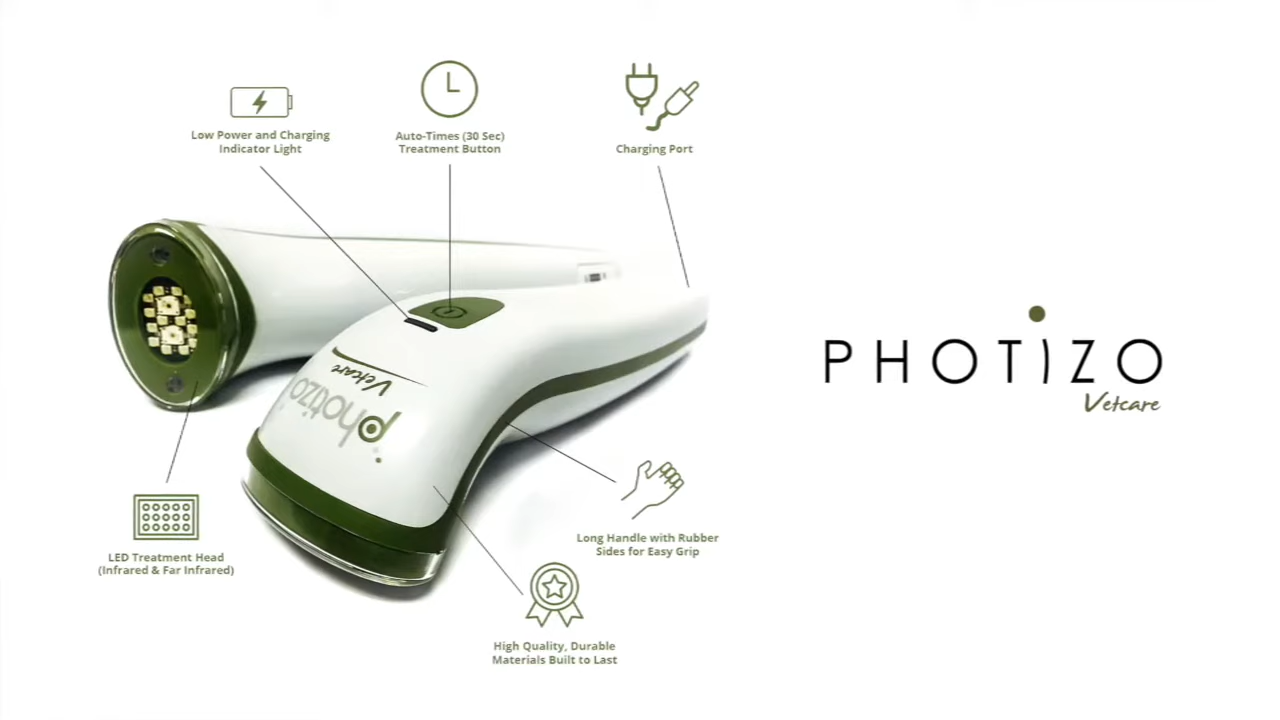 Low Power and Charging
Indicator Light
Auto-Times (30 Sec)
Treatment Button
Charging Port
Vetcare
photizo
PHOTIZO
Vetcare
LED Treatment Head
(Infrared & Far Infrared)
Long Handle with Rubber
Sides for Easy Grip
High Quality, Durable
Materials Built to Last